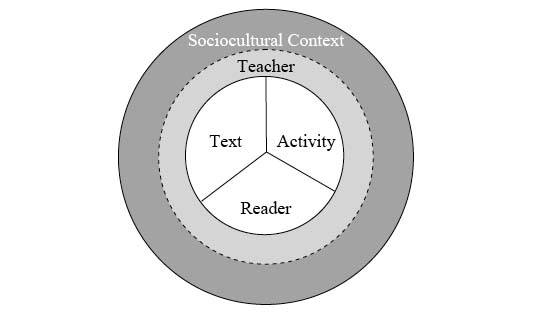 Sociocultural Context
Teacher
Text
Activity
Reader